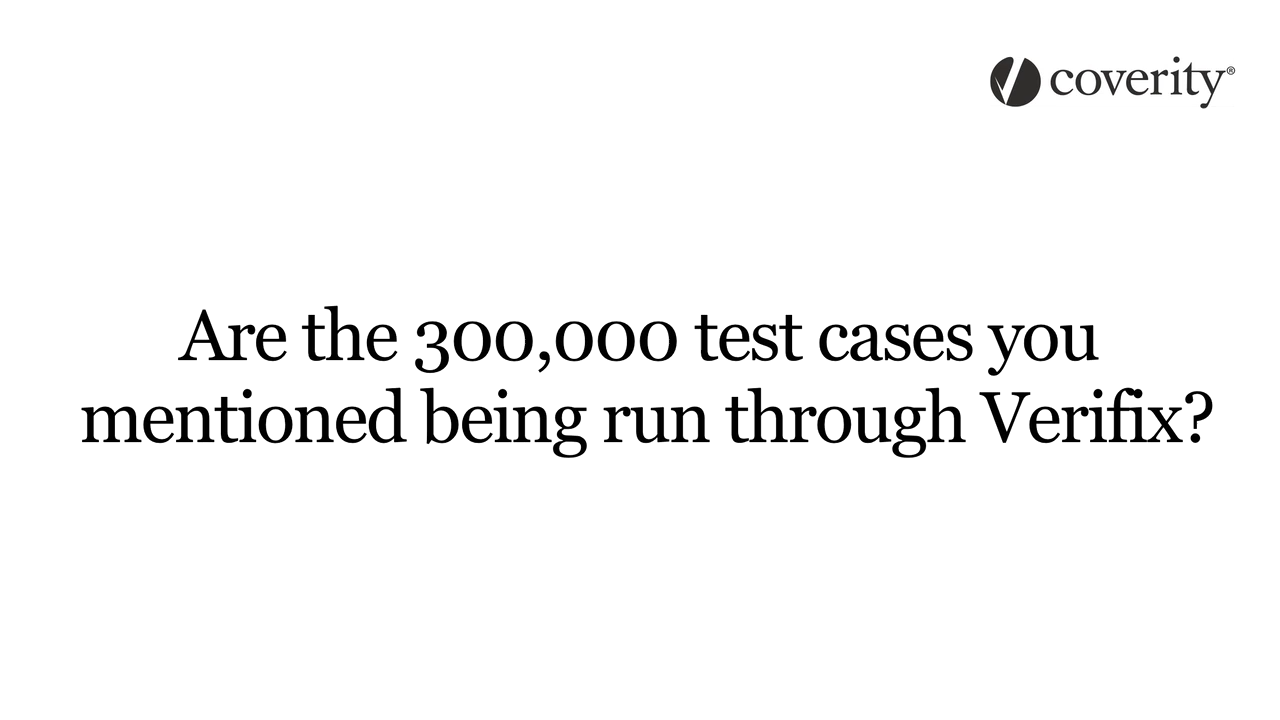 coverity®
Are the 300,000 test cases you
mentioned being run through Verifix?